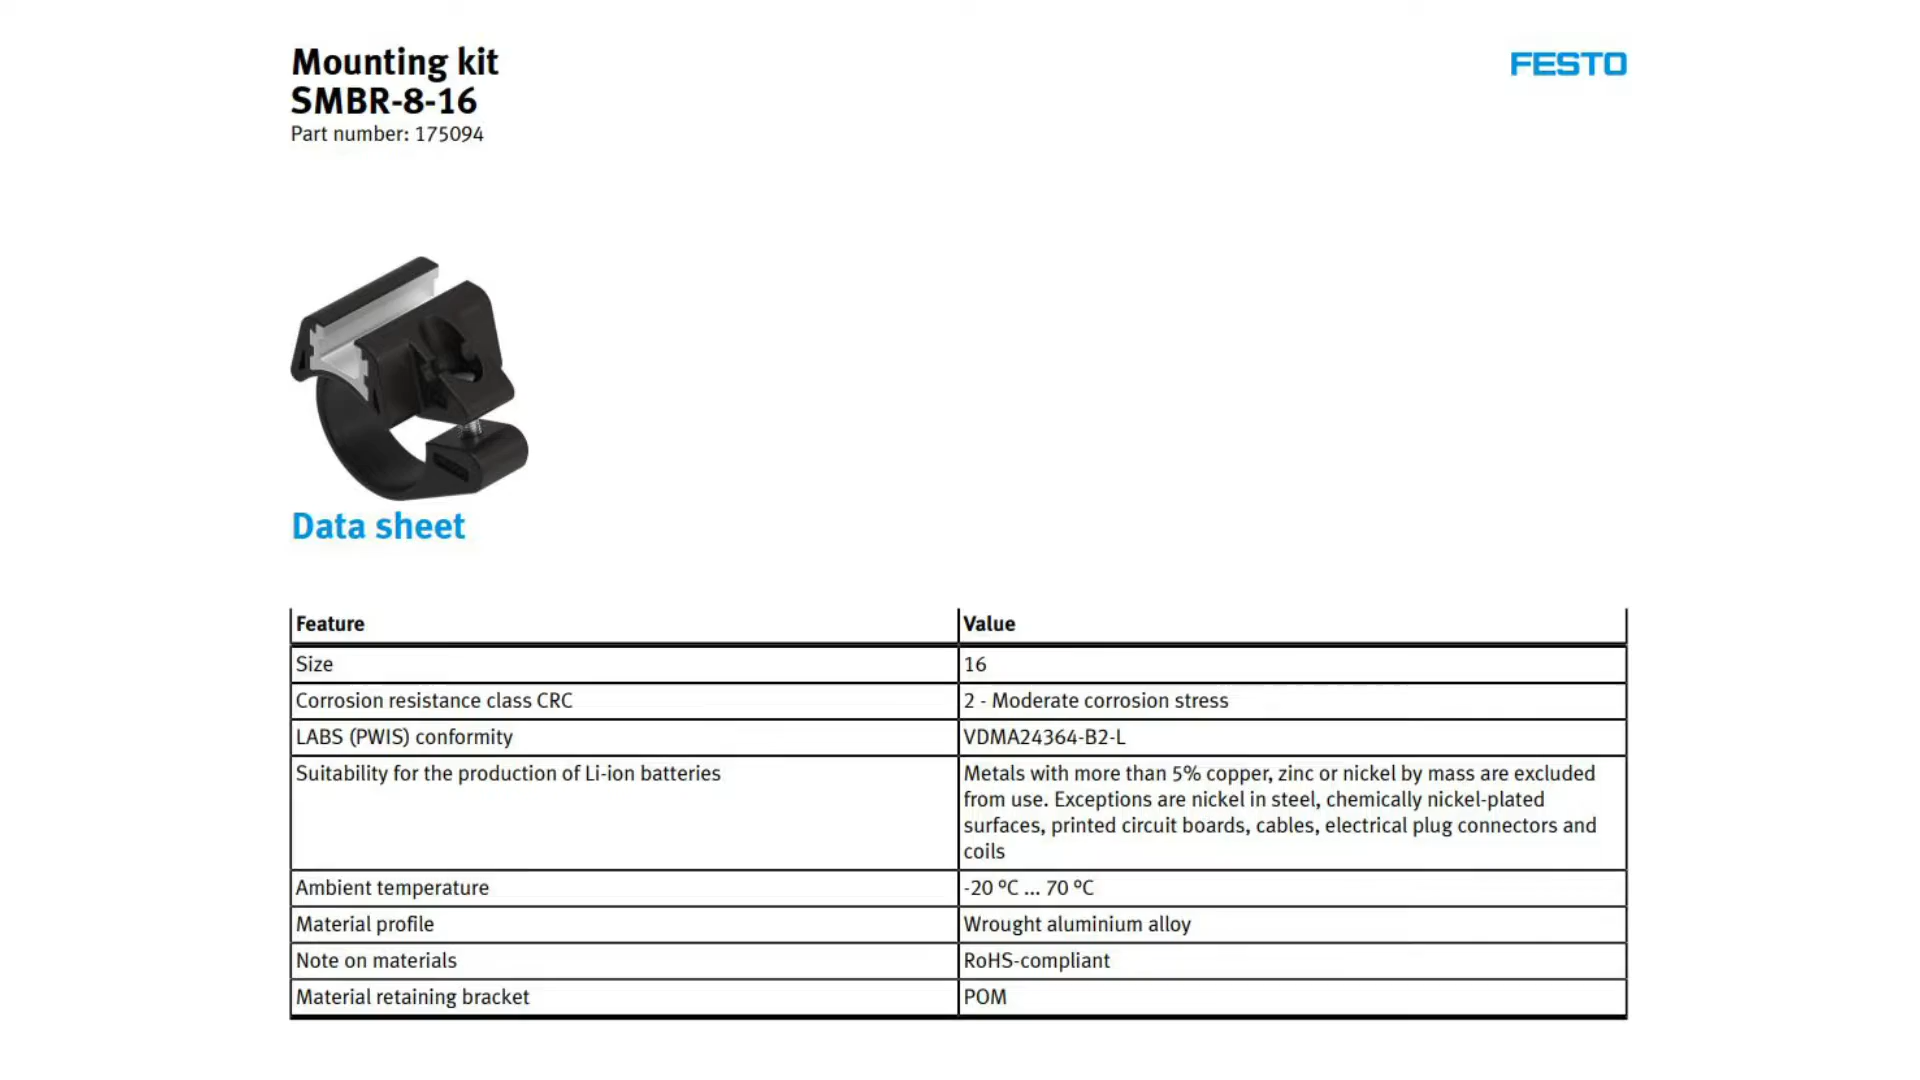 Mounting kit
SMBR-8-16
Part number: 175094
FESTO
Data sheet
Feature Value
Size 16
Corrosion resistance class CRC 2 - Moderate corrosion stress
LABS (PWIS) conformity VDMA24364-B2-L
Suitability for the production of Li-ion batteries Metals with more than 5% copper, zinc or nickel by mass are excluded
from use. Exceptions are nickel in steel, chemically nickel-plated
surfaces, printed circuit boards, cables, electrical plug connectors and
coils
Ambient temperature -20 °C ... 70 °C
Material profile Wrought aluminium alloy
Note on materials RoHS-compliant
Material retaining bracket POM